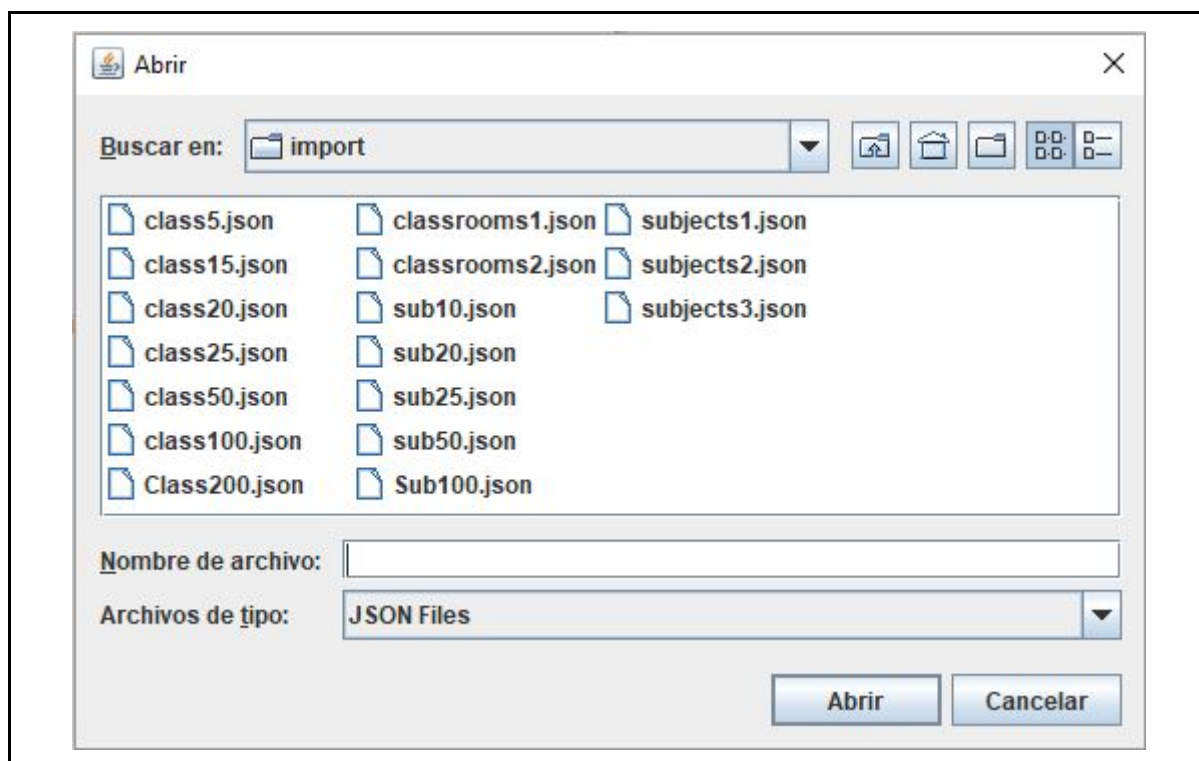 Abrir
Buscar en: import
class5.json classrooms1.json subjects1.json
class15.json classrooms2.json subjects2.json
class20.json sub10.json subjects3.json
class25.json sub20.json
class50.json sub25.json
class100.json sub50.json
Class200.json Sub100.json
Nombre de archivo:
Archivos de tipo: JSON Files
Abrir Cancelar